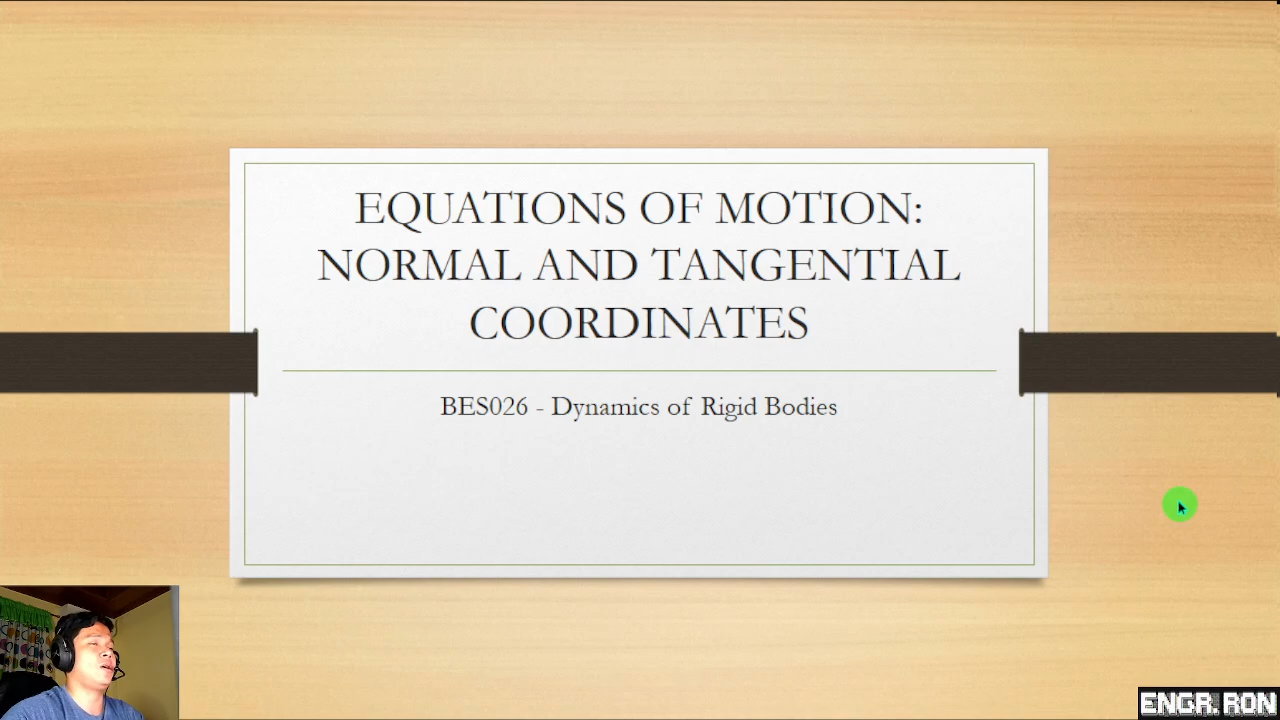 EQUATIONS OF MOTION:
NORMAL AND TANGENTIAL
COORDINATES
BES026 - Dynamics of Rigid Bodies
ENGR. RON